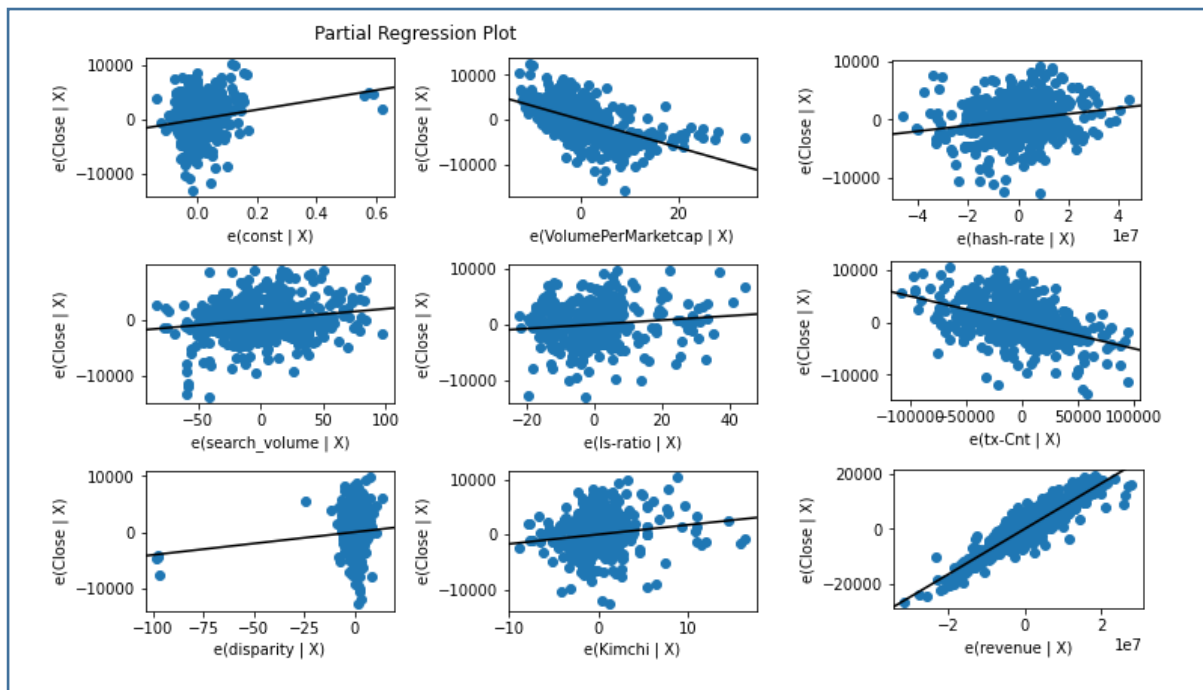 Partial Regression Plot
10000
0
−10000
e(Close | X)
0.0 0.2 0.4 0.6
e(const | X)
10000
0
−10000
e(Close | X)
0 20
e(VolumePerMarketcap | X)
10000
0
−10000
e(Close | X)
−4 −2 0 2 4
1e7
e(hash-rate | X)
0
−10000
e(Close | X)
−50 0 50 100
e(search_volume | X)
10000
0
−10000
e(Close | X)
−20 0 20 40
e(ls-ratio | X)
10000
0
−10000
e(Close | X)
−100000 −50000 0 50000 100000
e(tx-Cnt | X)
10000
0
−10000
e(Close | X)
−100 −75 −50 −25 0
e(disparity | X)
10000
0
−10000
e(Close | X)
−10 0 10
e(Kimchi | X)
20000
0
−20000
e(Close | X)
−2 0 2
1e7
e(revenue | X)